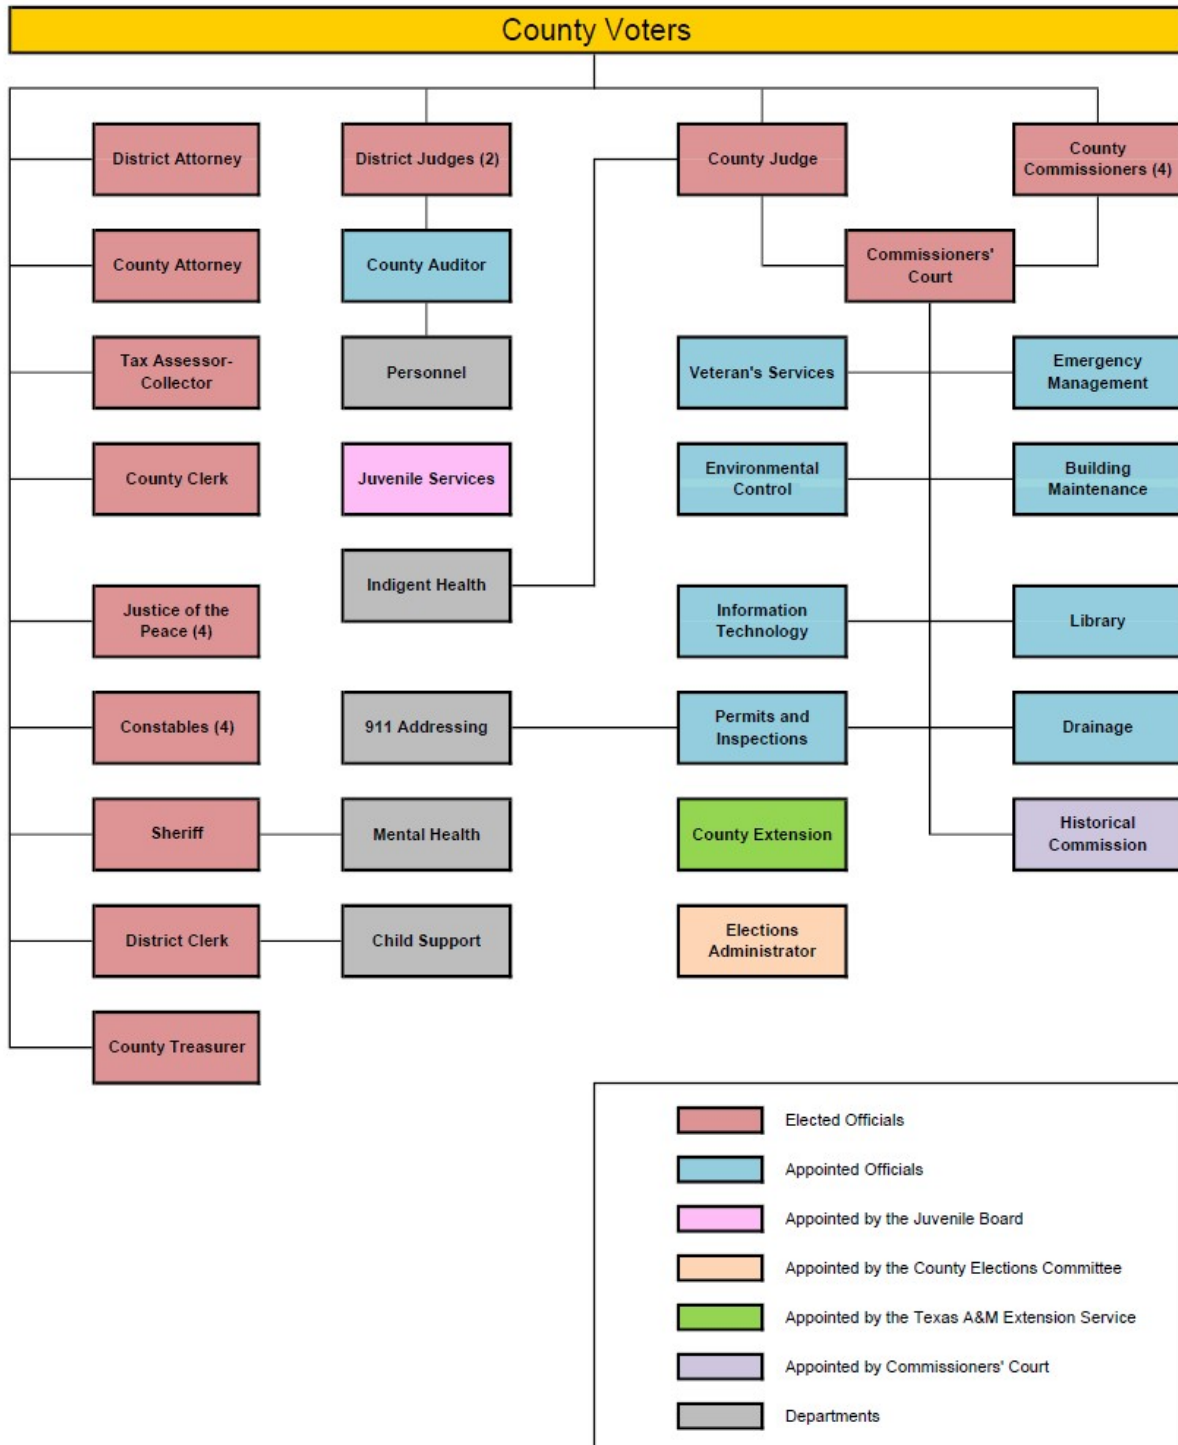 County Voters
District Attorney
District Judges (2)
County Judge
County
Commissioners (4)
County Attorney
County Auditor
Commissioners'
Court
Tax Assessor-
Collector
Personnel
Veteran's Services
Emergency
Management
County Clerk
Juvenile Services
Environmental
Control
Building
Maintenance
Justice of the
Peace (4)
Indigent Health
Information
Technology
Library
Constables (4)
911 Addressing
Permits and
Inspections
Drainage
Sheriff
Mental Health
County Extension
Historical
Commission
District Clerk
Child Support
Elections
Administrator
County Treasurer
Elected Officials
Appointed Officials
Appointed by the Juvenile Board
Appointed by the County Elections Committee
Appointed by the Texas A&M Extension Service
Appointed by Commissioners' Court
Departments